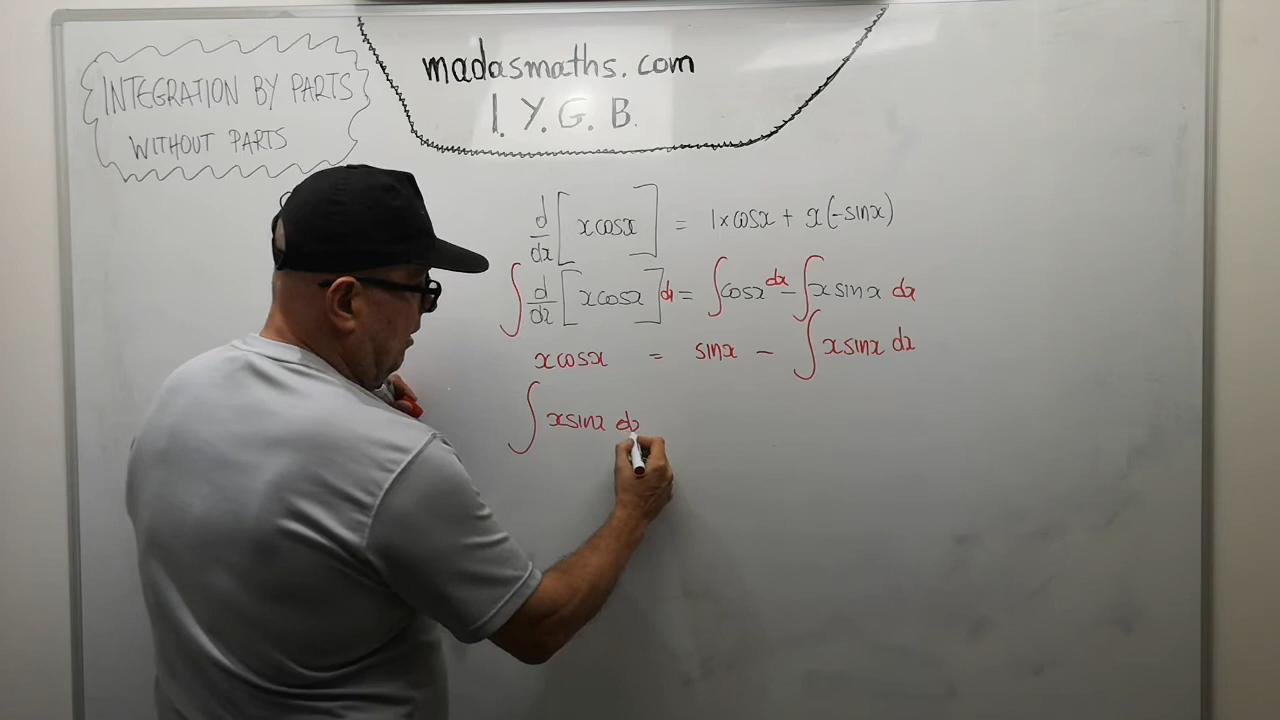 INTEGRATION BY PARTS
WITHOUT PARTS
madasmaths.com
I. Y. G. B.
d/dx [xcosx] = 1×cosx + x(-sinx)
∫ d/dx [xcosx] dx = ∫cosx dx - ∫x sinx dx
xcosx = sinx - ∫xsinx dx
∫xsinx dx